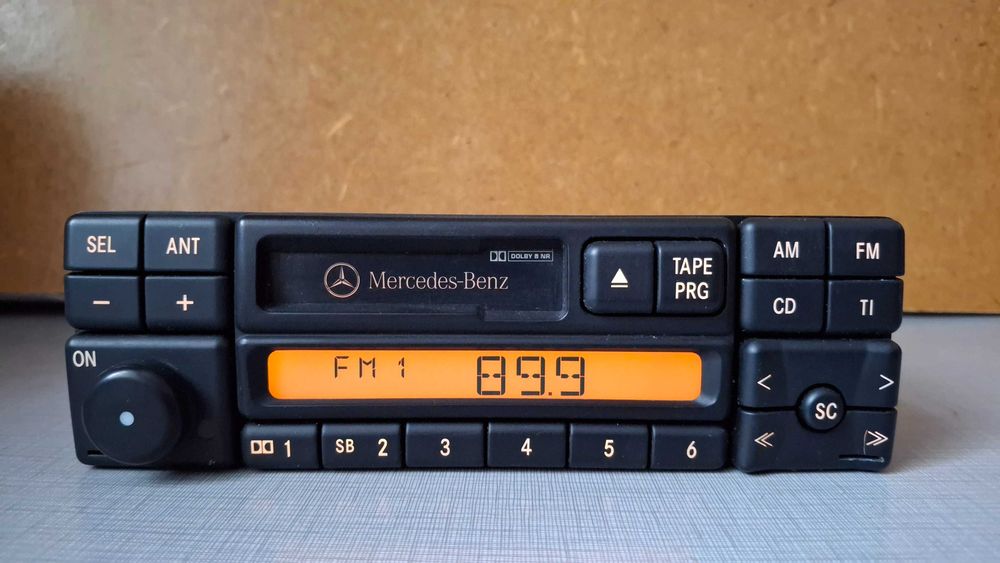 SEL
ANT
DOLBY B NR
Mercedes-Benz
TAPE
PRG
AM
FM
−
+
CD
TI
ON
FM 1
89.9
<
>
SC
1
SB 2
3
4
5
6
≪
≫